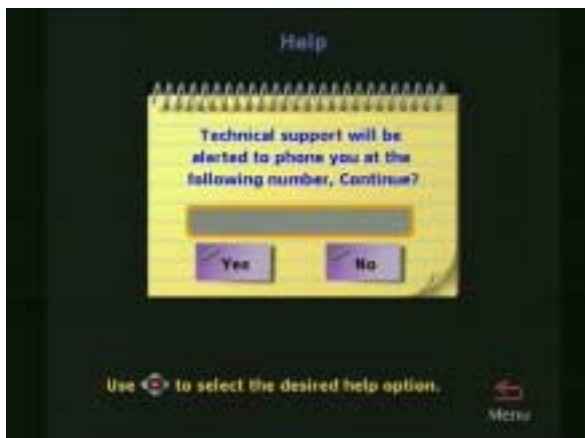 Help
Technical support will be
alerted to phone you at the
following number, Continue?
Yes
No
Use to select the desired help option.
Menu